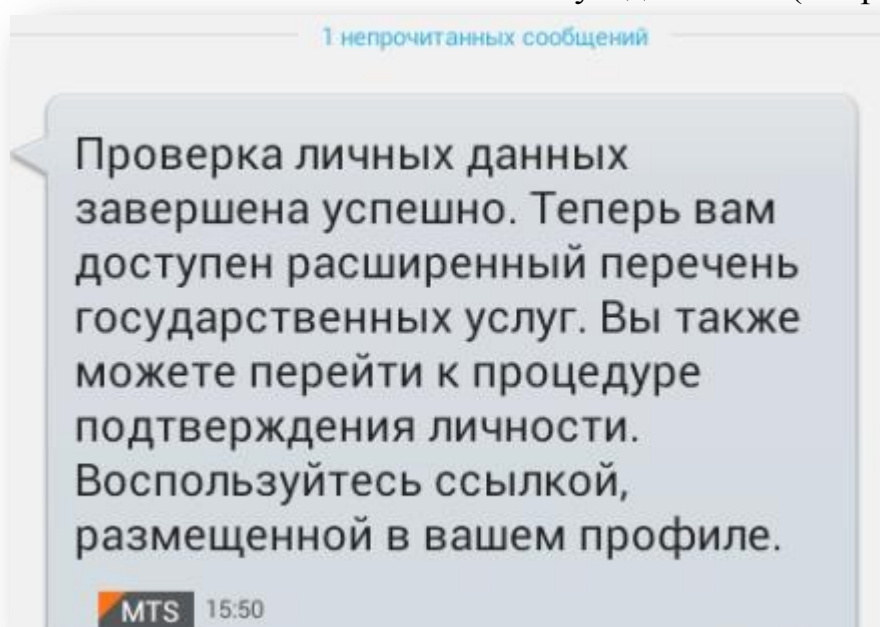 1 непрочитанных сообщений
Проверка личных данных
завершена успешно. Теперь вам
доступен расширенный перечень
государственных услуг. Вы также
можете перейти к процедуре
подтверждения личности.
Воспользуйтесь ссылкой,
размещенной в вашем профиле.
MTS 15:50